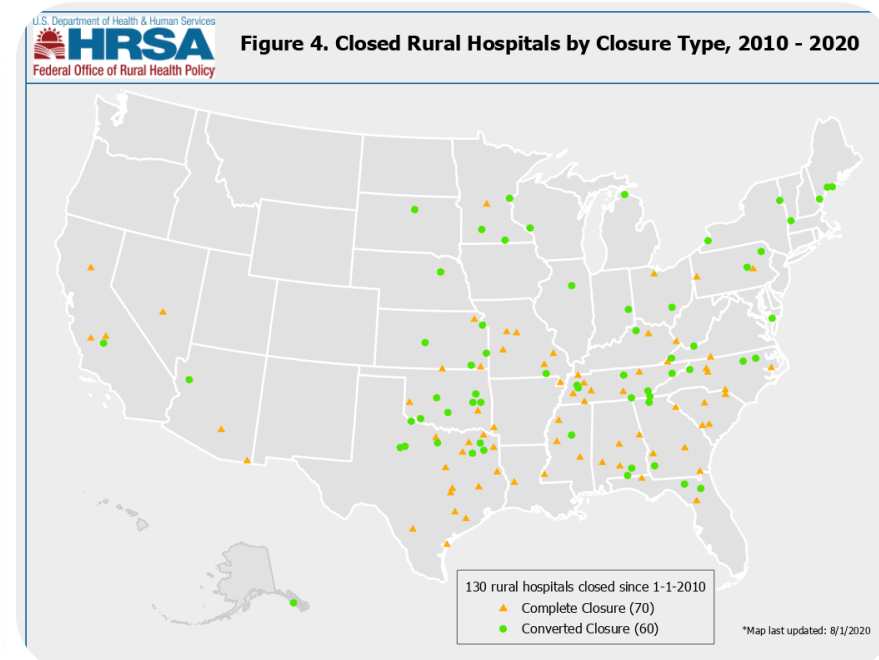 U.S. Department of Health & Human Services
HRSA
Federal Office of Rural Health Policy
Figure 4. Closed Rural Hospitals by Closure Type, 2010 - 2020
130 rural hospitals closed since 1-1-2010
Complete Closure (70)
Converted Closure (60)
*Map last updated: 8/1/2020